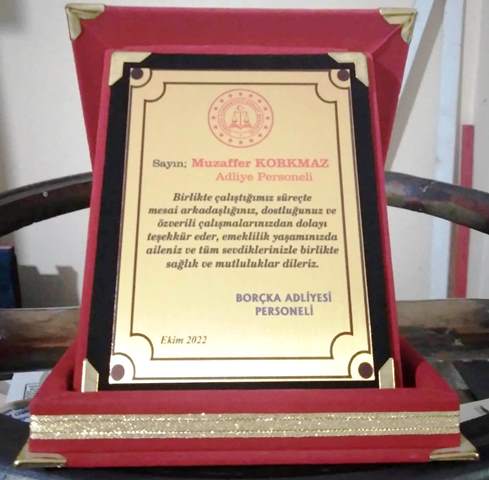 Sayın; Muzaffer KORKMAZ
Adliye Personeli
Birlikte çalıştığımız süreçte
mesai arkadaşlığınız, dostluğunuz ve
özverili çalışmalarınızdan dolayı
teşekkür eder, emeklilik yaşamınızda
aileniz ve tüm sevdiklerinizle birlikte
sağlık ve mutluluklar dileriz.
BORÇKA ADLİYESİ
PERSONELİ
Ekim 2022